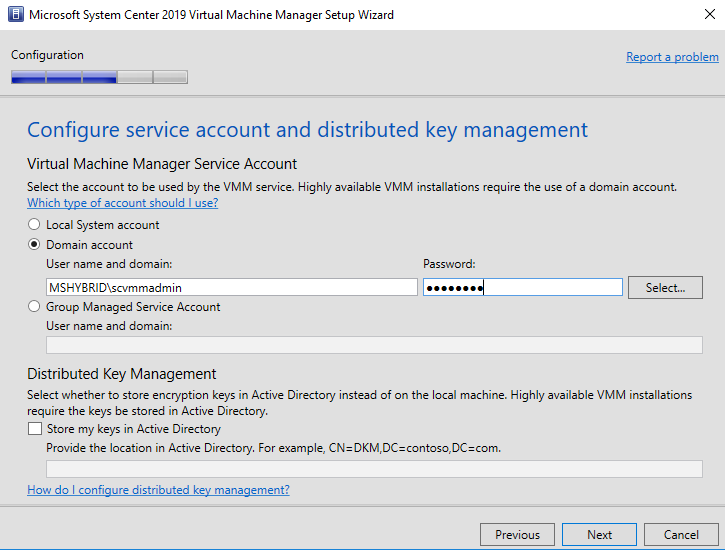 Microsoft System Center 2019 Virtual Machine Manager Setup Wizard
Configuration
Report a problem
Configure service account and distributed key management
Virtual Machine Manager Service Account
Select the account to be used by the VMM service. Highly available VMM installations require the use of a domain account.
Which type of account should I use?
Local System account
Domain account
User name and domain:
Password:
MSHYBRID\scvmmadmin
●●●●●●●●
Select...
Group Managed Service Account
User name and domain:
Distributed Key Management
Select whether to store encryption keys in Active Directory instead of on the local machine. Highly available VMM installations
require the keys be stored in Active Directory.
Store my keys in Active Directory
Provide the location in Active Directory. For example, CN=DKM,DC=contoso,DC=com.
How do I configure distributed key management?
Previous
Next
Cancel